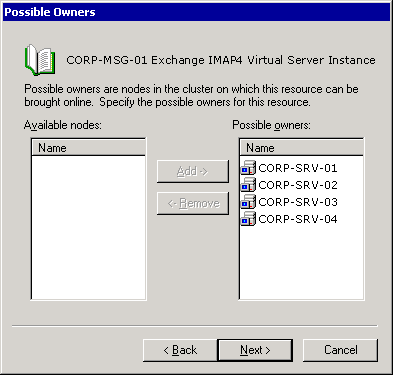 Possible Owners
CORP-MSG-01 Exchange IMAP4 Virtual Server Instance
Possible owners are nodes in the cluster on which this resource can be
brought online. Specify the possible owners for this resource.
Available nodes:
Possible owners:
Name
Name
CORP-SRV-01
CORP-SRV-02
CORP-SRV-03
CORP-SRV-04
Add ->
<- Remove
< Back
Next >
Cancel